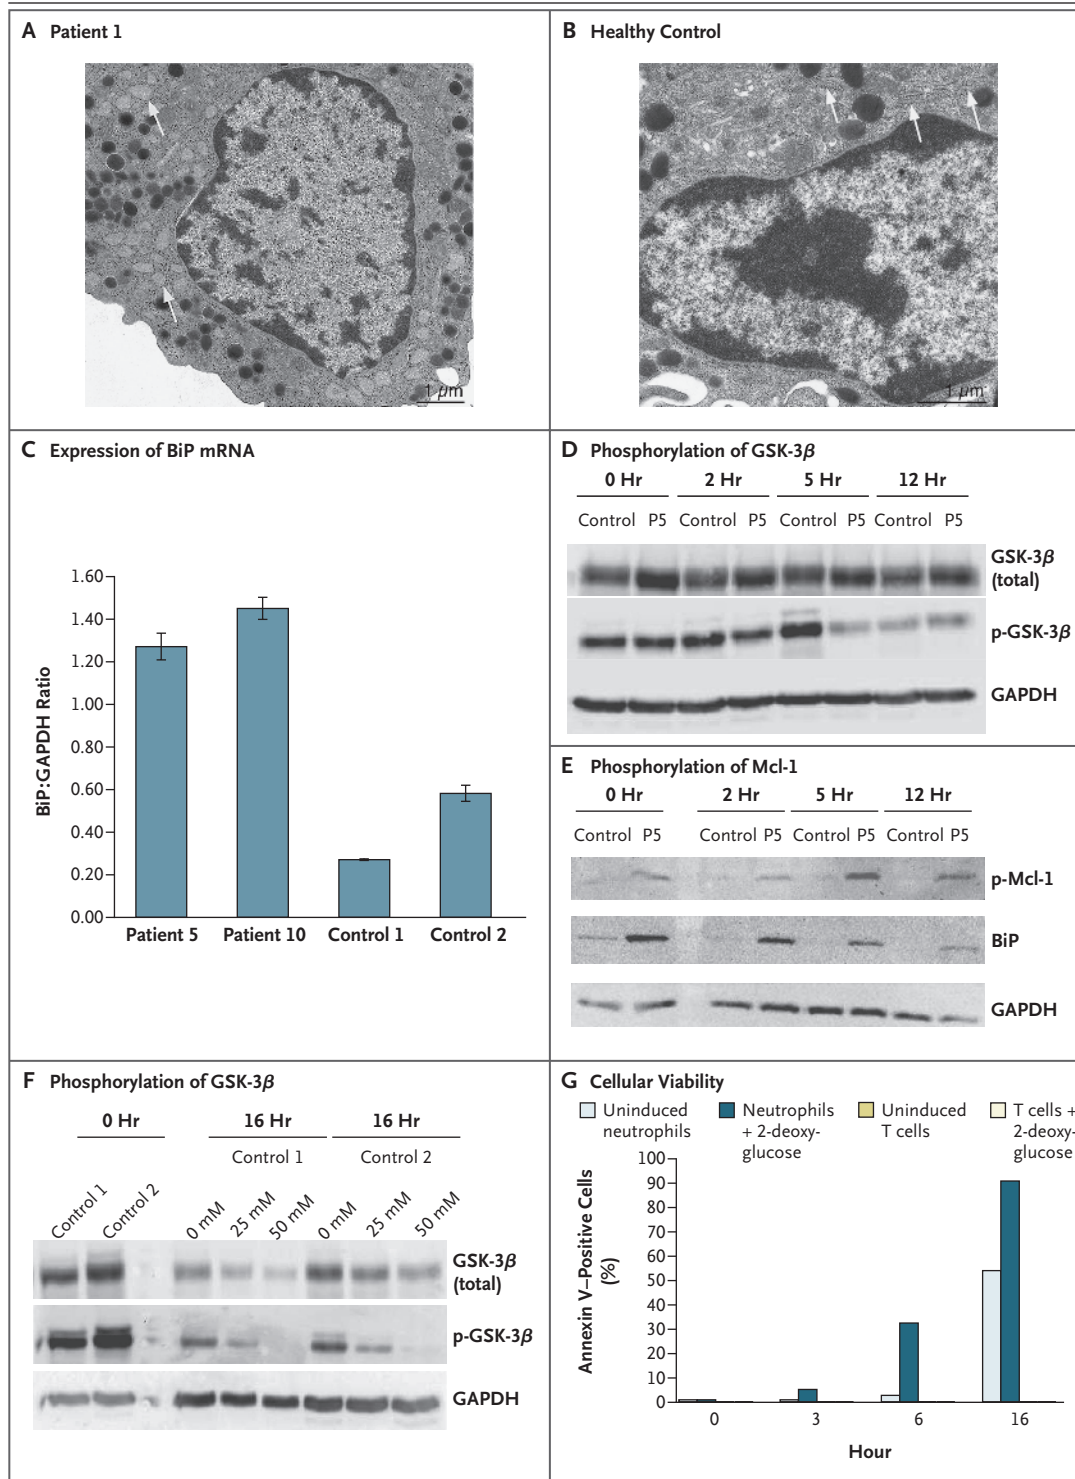 A Patient 1
1 µm
B Healthy Control
1 µm
C Expression of BiP mRNA
BiP:GAPDH Ratio
1.60
1.40
1.20
1.00
0.80
0.60
0.40
0.20
0.00
Patient 5 Patient 10 Control 1 Control 2
D Phosphorylation of GSK-3β
0 Hr 2 Hr 5 Hr 12 Hr
Control P5 Control P5 Control P5 Control P5
GSK-3β
(total)
p-GSK-3β
GAPDH
E Phosphorylation of Mcl-1
0 Hr 2 Hr 5 Hr 12 Hr
Control P5 Control P5 Control P5 Control P5
p-Mcl-1
BiP
GAPDH
F Phosphorylation of GSK-3β
0 Hr 16 Hr 16 Hr
Control 1 Control 2
Control 1 Control 2 0 mM 25 mM 50 mM 0 mM 25 mM 50 mM
GSK-3β
(total)
p-GSK-3β
GAPDH
G Cellular Viability
Uninduced
neutrophils
Neutrophils
+ 2-deoxy-
glucose
Uninduced
T cells
T cells +
2-deoxy-
glucose
Annexin V–Positive Cells
(%)
100
90
80
70
60
50
40
30
20
10
0
0 3 6 16
Hour